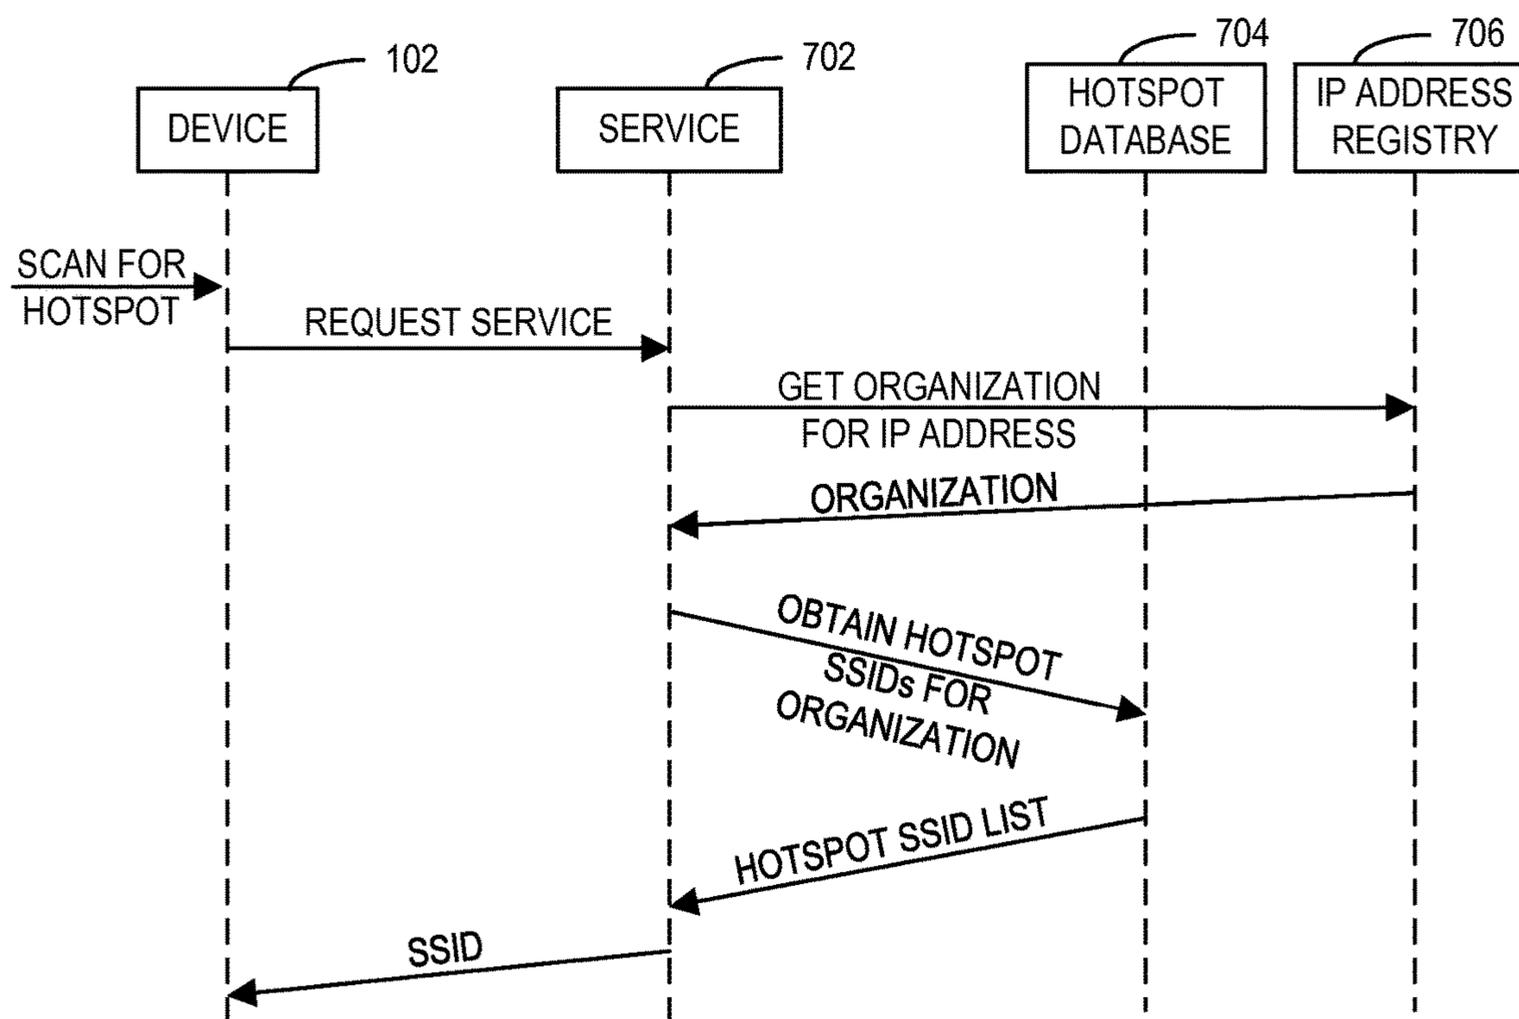 102
702
704
706
DEVICE
SERVICE
HOTSPOT
DATABASE
IP ADDRESS
REGISTRY
SCAN FOR
HOTSPOT
REQUEST SERVICE
GET ORGANIZATION
FOR IP ADDRESS
ORGANIZATION
OBTAIN HOTSPOT
SSIDs FOR
ORGANIZATION
HOTSPOT SSID LIST
SSID